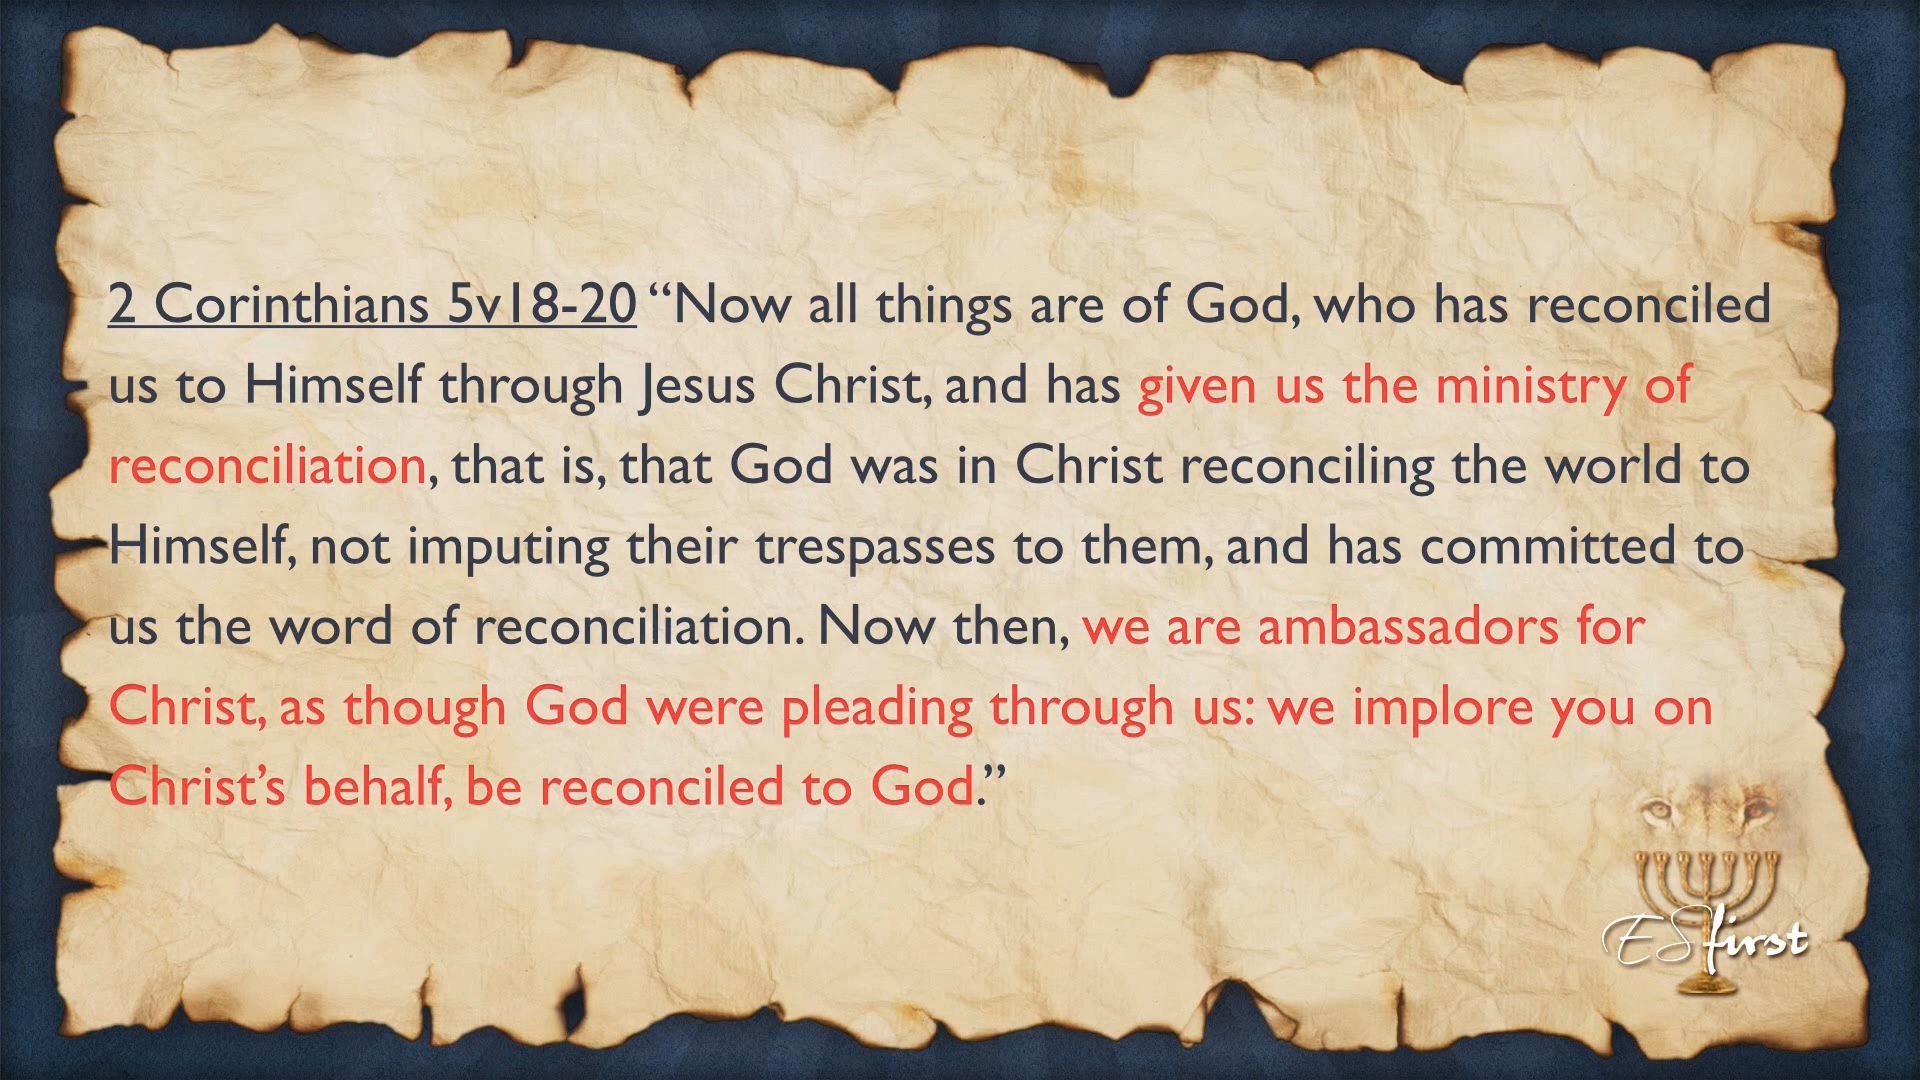 2 Corinthians 5v18-20 “Now all things are of God, who has reconciled
us to Himself through Jesus Christ, and has given us the ministry of
reconciliation, that is, that God was in Christ reconciling the world to
Himself, not imputing their trespasses to them, and has committed to
us the word of reconciliation. Now then, we are ambassadors for
Christ, as though God were pleading through us: we implore you on
Christ’s behalf, be reconciled to God.”
ESfirst